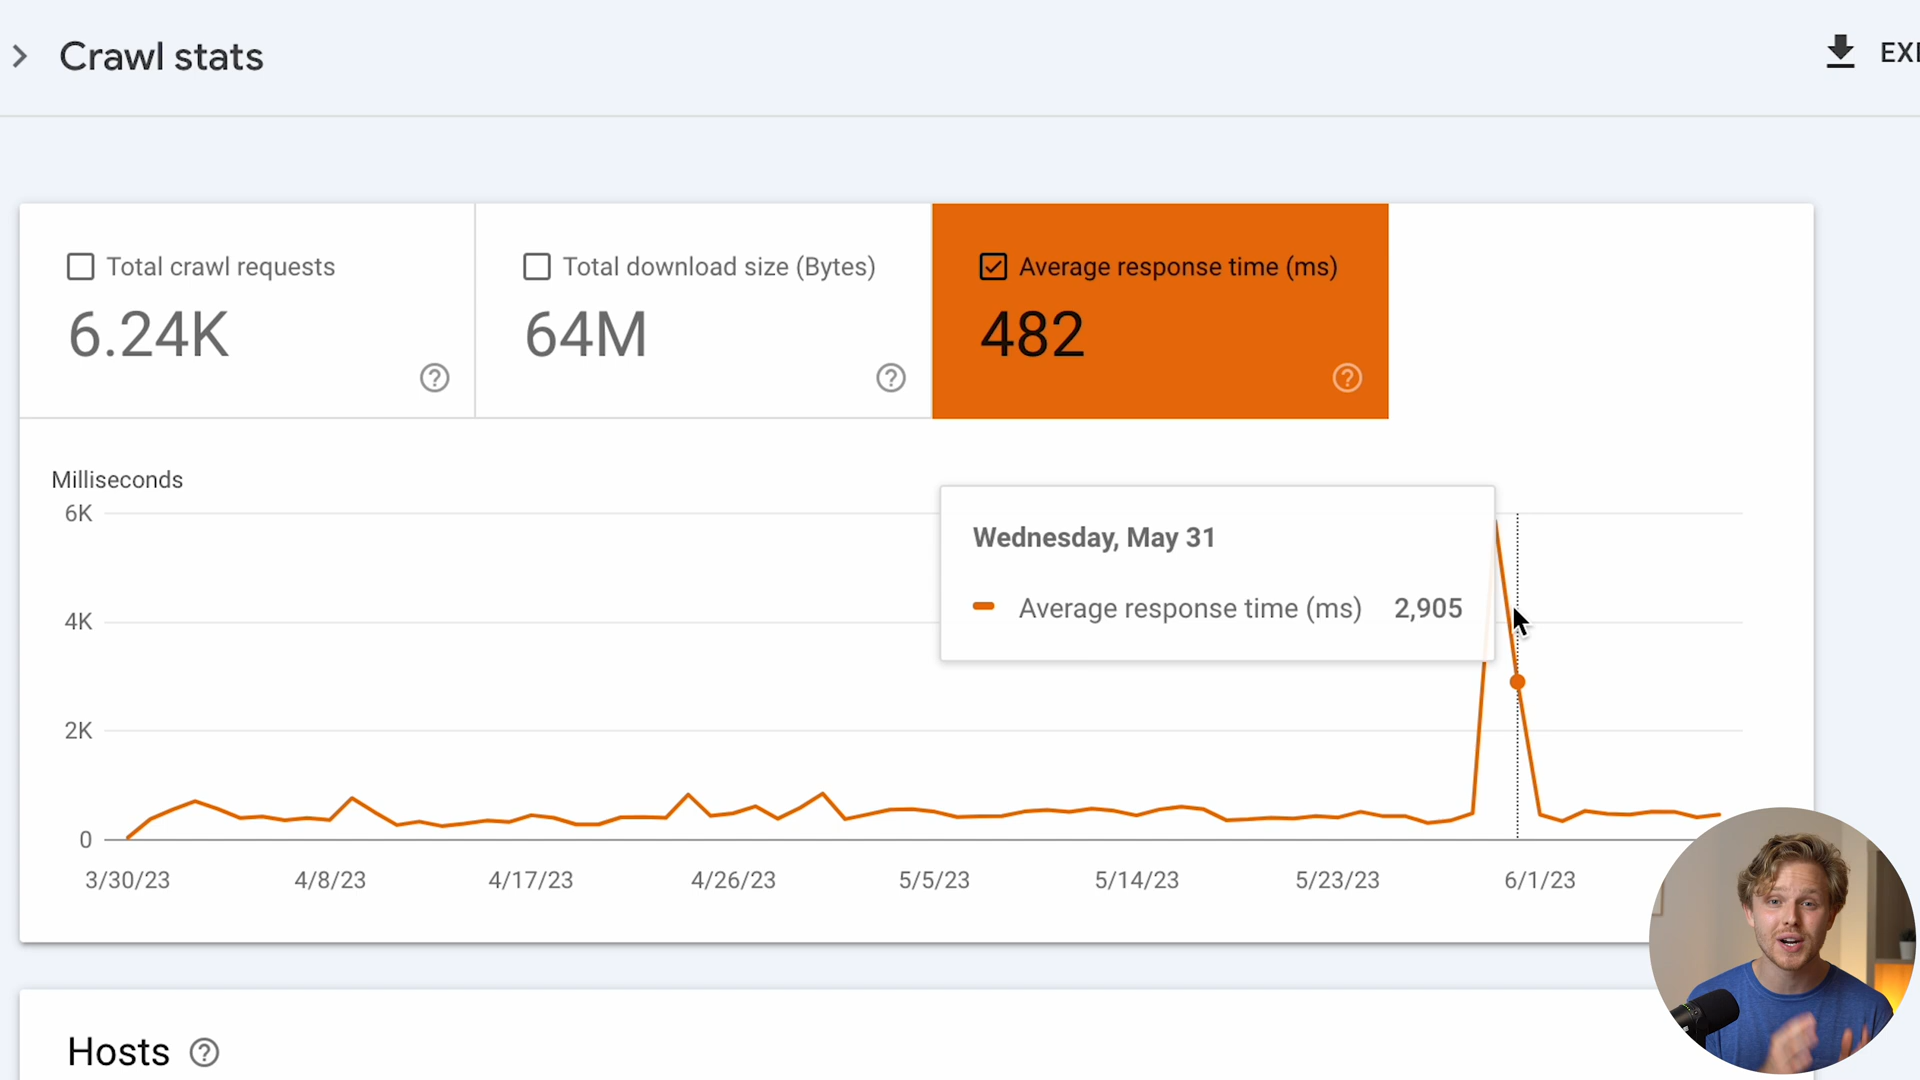 Crawl stats
Total crawl requests
6.24K
Total download size (Bytes)
64M
Average response time (ms)
482
Milliseconds
6K
4K
2K
0
Wednesday, May 31
Average response time (ms) 2,905
3/30/23 4/8/23 4/17/23 4/26/23 5/5/23 5/14/23 5/23/23 6/1/23
Hosts